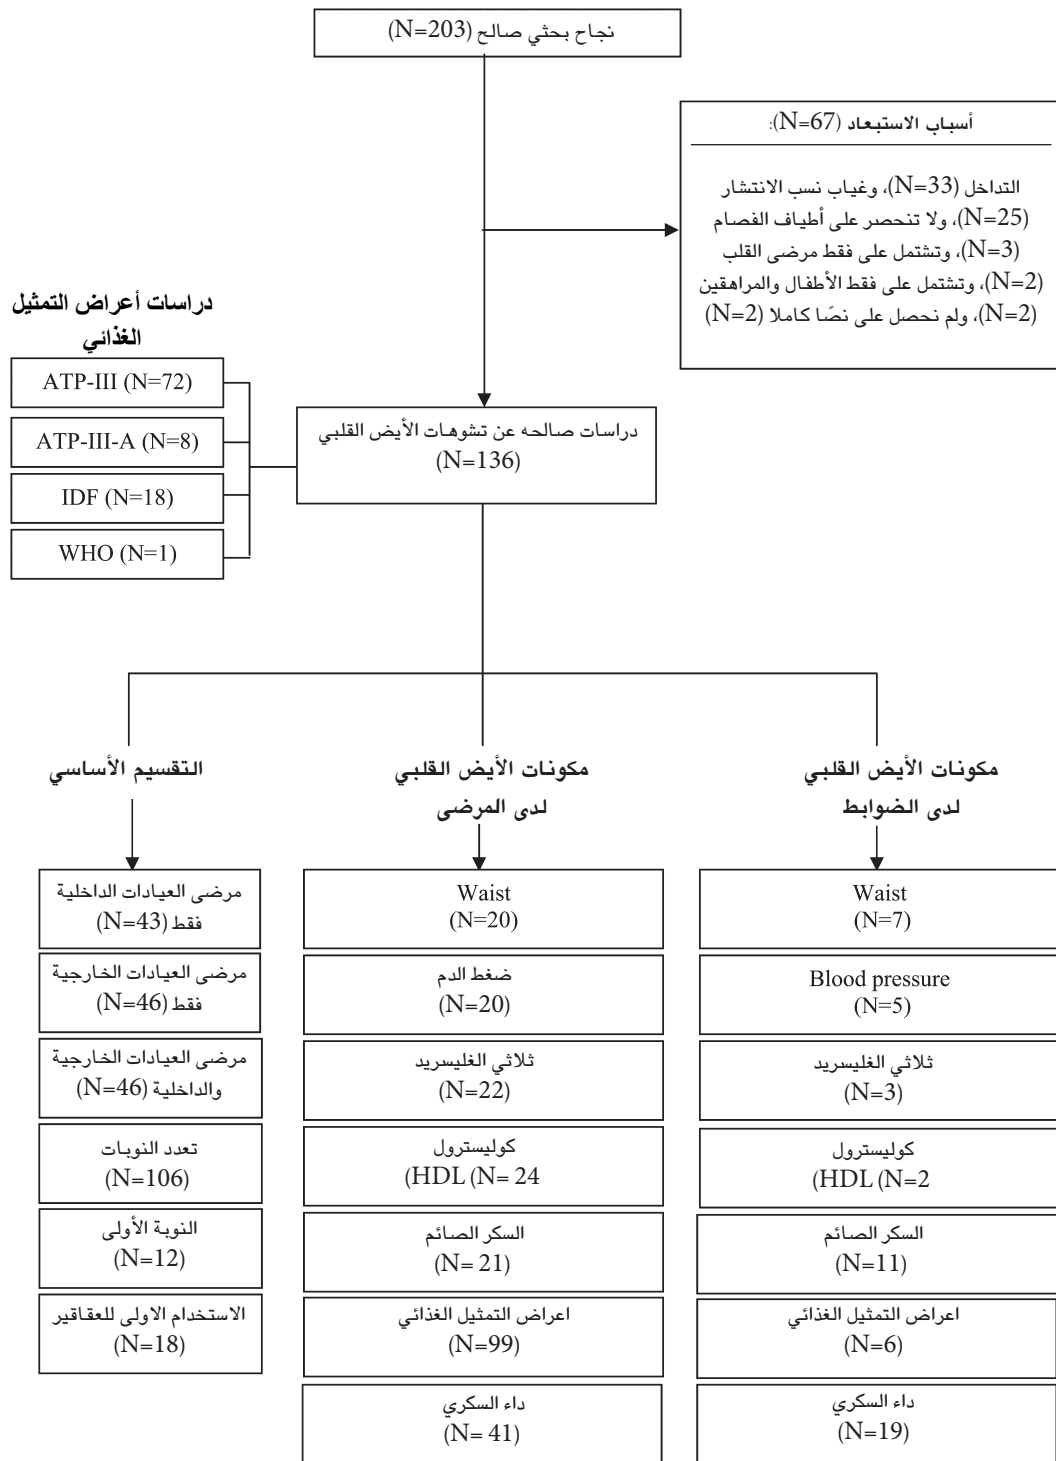 نجاح بحثي صالح (N=203)
أسباب الاستبعاد (N=67):
التداخل (N=33)، وغياب نسب الانتشار
(N=25)، ولا تنحصر على أطياف الفصام
(N=3)، وتشتمل على فقط مرضى القلب
(N=2)، وتشتمل على فقط الأطفال والمراهقين
(N=2)، ولم نحصل على نصّا كاملا (N=2)
دراسات أعراض التمثيل
الغذائي
ATP-III (N=72)
ATP-III-A (N=8)
IDF (N=18)
WHO (N=1)
دراسات صالحه عن تشوهات الأيض القلبي
(N=136)
مكونات الأيض القلبي
لدى الضوابط
Waist
(N=7)
Blood pressure
(N=5)
ثلاثي الغليسريد
(N=3)
كوليسترول
(HDL (N=2
السكر الصائم
(N=11)
اعراض التمثيل الغذائي
(N=6)
داء السكري
(N=19)
مكونات الأيض القلبي
لدى المرضى
Waist
(N=20)
ضغط الدم
(N=20)
ثلاثي الغليسريد
(N=22)
كوليسترول
(HDL (N= 24
السكر الصائم
(N= 21)
اعراض التمثيل الغذائي
(N=99)
داء السكري
(N= 41)
التقسيم الأساسي
مرضى العيادات الداخلية
فقط (N=43)
مرضى العيادات الخارجية
فقط (N=46)
مرضى العيادات الخارجية
والداخلية (N=46)
تعدد النوبات
(N=106)
النوبة الأولى
(N=12)
الاستخدام الاولى للعقاقير
(N=18)